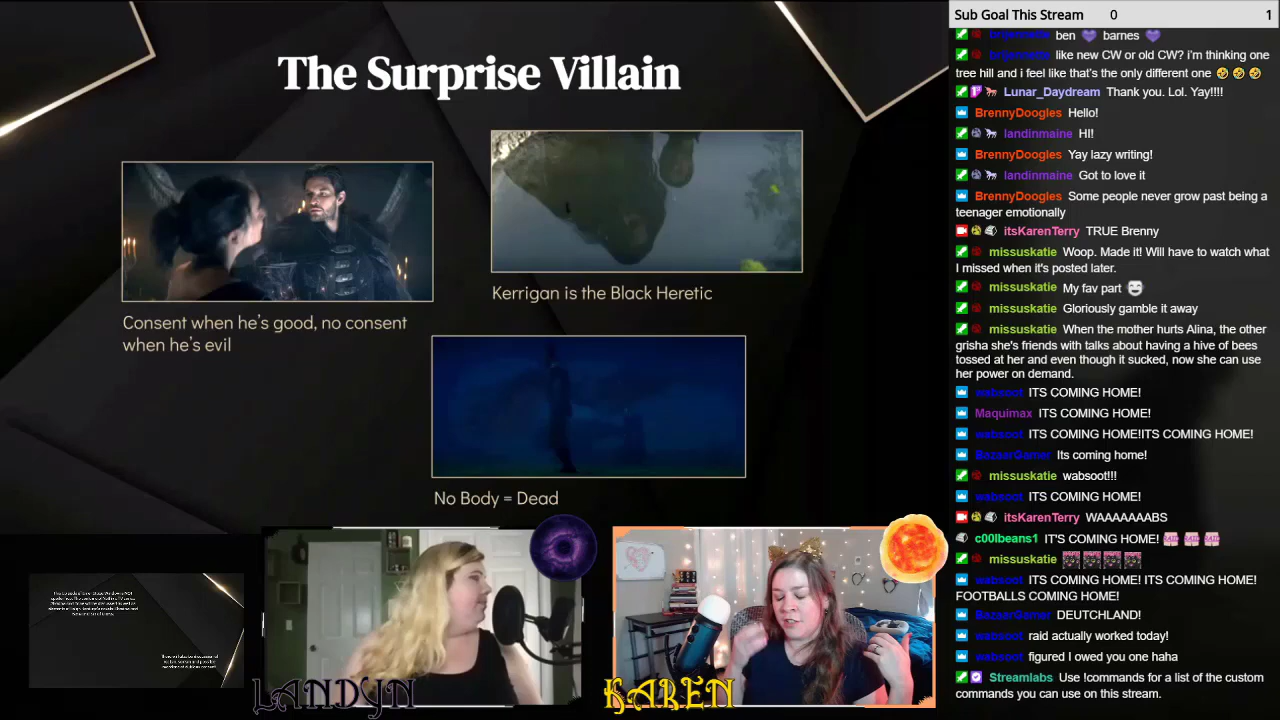 The Surprise Villain
Consent when he's good, no consent
when he's evil
Kerrigan is the Black Heretic
No Body = Dead
LANDYN
KAREN
Sub Goal This Stream 0 1
ben barnes
like new CW or old CW? i'm thinking one
tree hill and i feel like that's the only different one
Lunar_Daydream Thank you. Lol. Yay!!!!
BrennyDoogles Hello!
landinmaine HI!
BrennyDoogles Yay lazy writing!
landinmaine Got to love it
BrennyDoogles Some people never grow past being a
teenager emotionally
itsKarenTerry TRUE Brenny
missuskatie Woop. Made it! Will have to watch what
I missed when it's posted later.
missuskatie My fav part
missuskatie Gloriously gamble it away
missuskatie When the mother hurts Alina, the other
grisha she's friends with talks about having a hive of bees
tossed at her and even though it sucked, now she can use
her power on demand.
wabsoot ITS COMING HOME!
Maquimax ITS COMING HOME!
wabsoot ITS COMING HOME!ITS COMING HOME!
BazaarGamer Its coming home!
missuskatie wabsoot!!!
wabsoot ITS COMING HOME!
itsKarenTerry WAAAAAAABS
c00lbeans1 IT'S COMING HOME!
missuskatie
wabsoot ITS COMING HOME! ITS COMING HOME!
FOOTBALLS COMING HOME!
BazaarGamer DEUTCHLAND!
wabsoot raid actually worked today!
wabsoot figured I owed you one haha
Streamlabs Use !commands for a list of the custom
commands you can use on this stream.